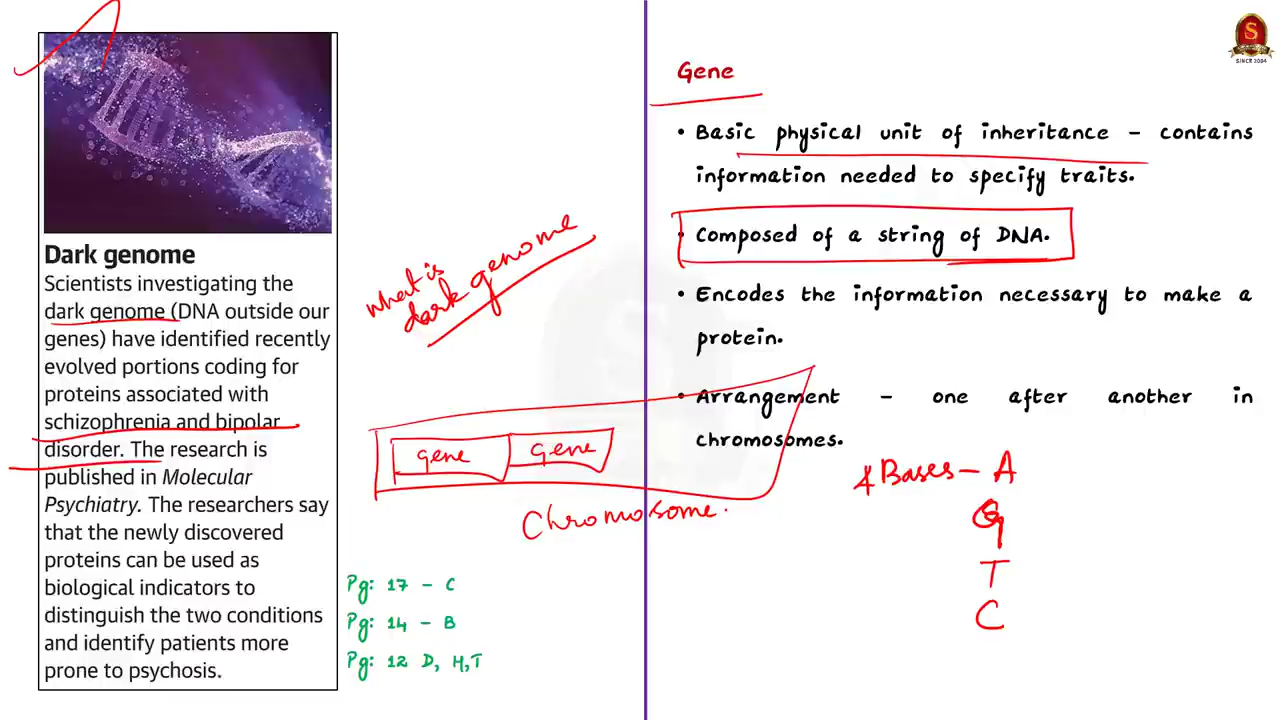 Dark genome
Scientists investigating the
dark genome (DNA outside our
genes) have identified recently
evolved portions coding for
proteins associated with
schizophrenia and bipolar
disorder. The research is
published in Molecular
Psychiatry. The researchers say
that the newly discovered
proteins can be used as
biological indicators to
distinguish the two conditions
and identify patients more
prone to psychosis.
what is
dark genome
gene gene
Chromosome.
Pg: 17 - C
Pg: 14 - B
Pg: 12 D, H, T
S
SINCE 2004
Gene
• Basic physical unit of inheritance – contains
information needed to specify traits.
• Composed of a string of DNA.
• Encodes the information necessary to make a
protein.
• Arrangement – one after another in
chromosomes.
4 Bases – A
G
T
C